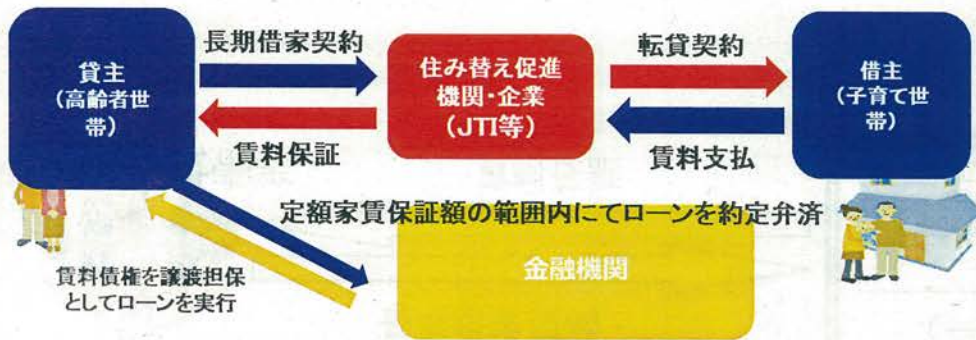 長期借家契約
転貸契約
貸主
(高齢者世
帯)
住み替え促進
機関・企業
(JTI等)
借主
(子育て世
帯)
賃料保証
賃料支払
定額家賃保証額の範囲内にてローンを約定弁済
金融機関
賃料債権を譲渡担保
としてローンを実行